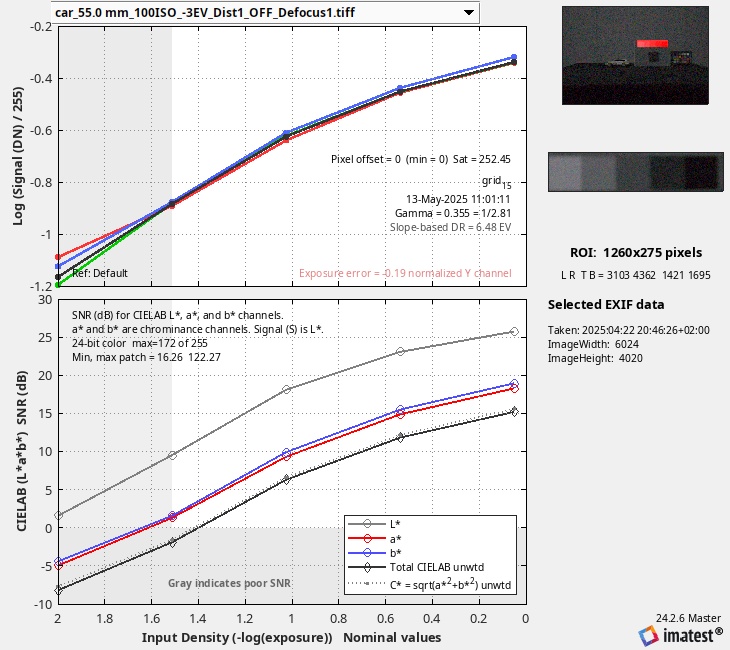 car_55.0 mm_100ISO_-3EV_Dist1_OFF_Defocus1.tiff
-0.2
-0.4
-0.6
-0.8
-1
-1.2
Log (Signal (DN) / 255)
Pixel offset = 0 (min = 0) Sat = 252.45
grid_15
13-May-2025 11:01:11
Gamma = 0.355 = 1/2.81
Slope-based DR = 6.48 EV
Ref: Default
Exposure error = -0.19 normalized Y channel
30
25
20
15
10
5
0
-5
-10
CIELAB (L*a*b*) SNR (dB)
SNR (dB) for CIELAB L*, a*, and b* channels.
a* and b* are chrominance channels. Signal (S) is L*.
24-bit color max=172 of 255
Min, max patch = 16.26 122.27
L*
a*
b*
Total CIELAB unwtd
C* = sqrt(a*²+b*²) unwtd
Gray indicates poor SNR
2 1.8 1.6 1.4 1.2 1 0.8 0.6 0.4 0.2 0
Input Density (-log(exposure)) Nominal values
ROI: 1260x275 pixels
L R T B = 3103 4362 1421 1695
Selected EXIF data
Taken: 2025:04:22 20:46:26+02:00
ImageWidth: 6024
ImageHeight: 4020
24.2.6 Master
imatest®